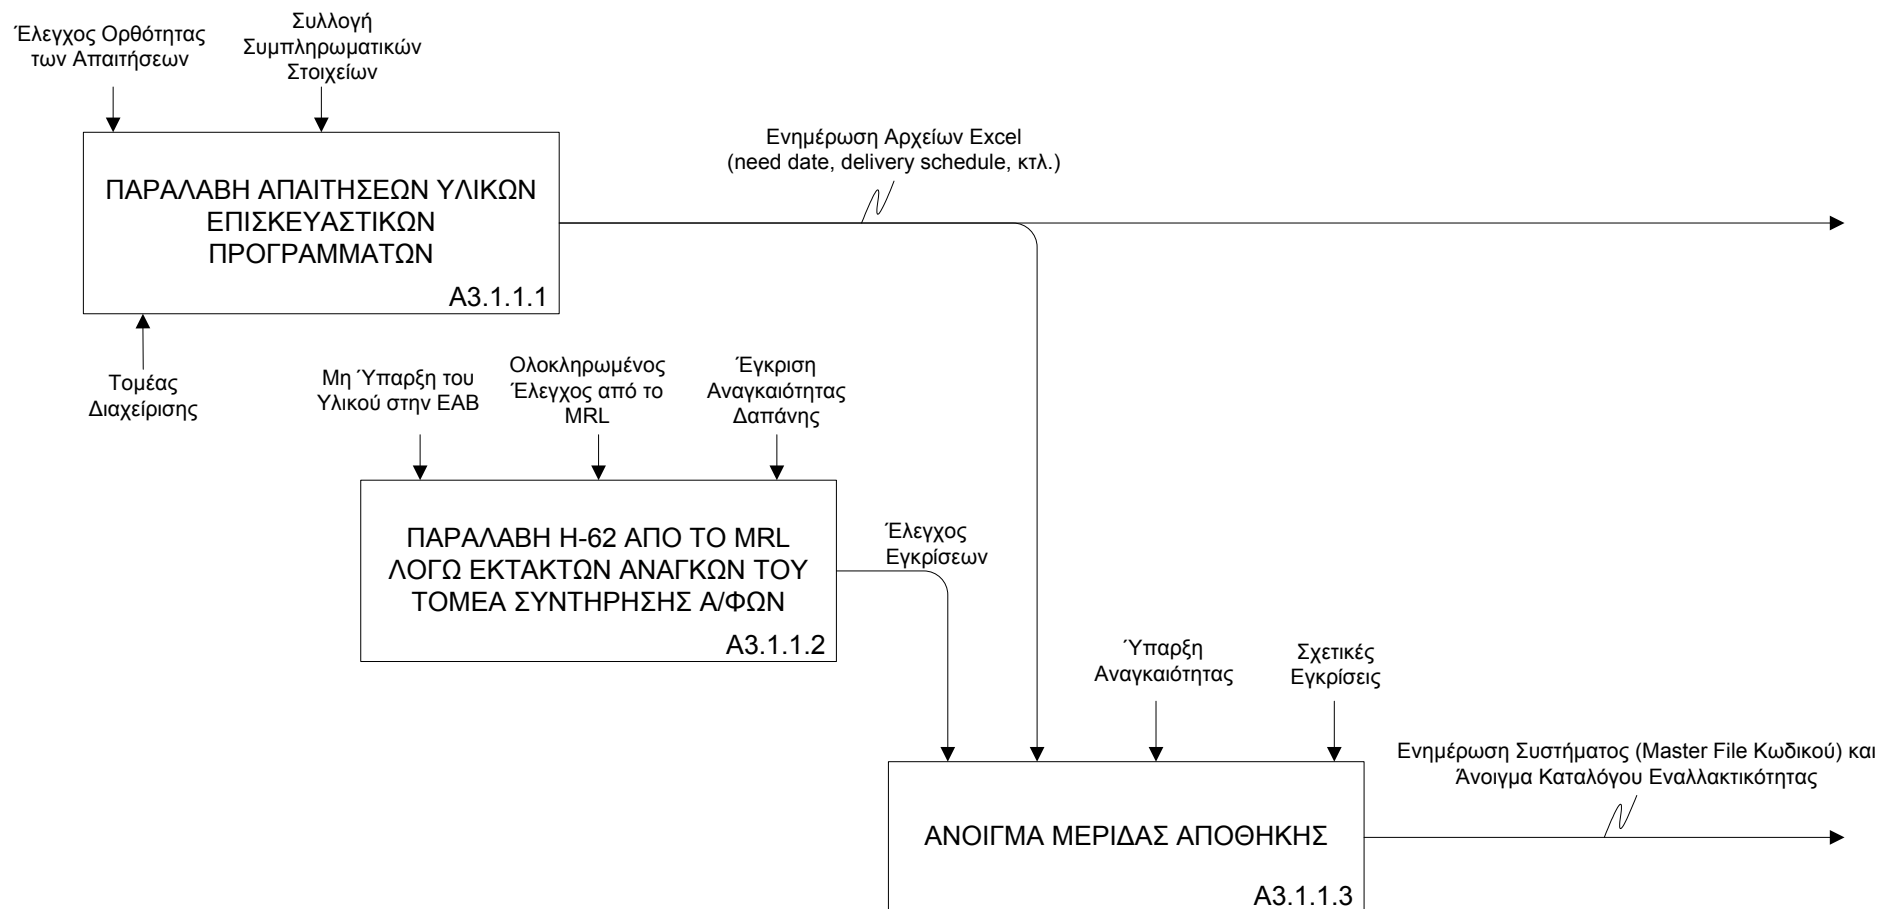 Έλεγχος Ορθότητας
των Απαιτήσεων
Συλλογή
Συμπληρωματικών
Στοιχείων
ΠΑΡΑΛΑΒΗ ΑΠΑΙΤΗΣΕΩΝ ΥΛΙΚΩΝ
ΕΠΙΣΚΕΥΑΣΤΙΚΩΝ
ΠΡΟΓΡΑΜΜΑΤΩΝ
Α3.1.1.1
Ενημέρωση Αρχείων Excel
(need date, delivery schedule, κτλ.)
Τομέας
Διαχείρισης
Μη Ύπαρξη του
Υλικού στην ΕΑΒ
Ολοκληρωμένος
Έλεγχος από το
MRL
Έγκριση
Αναγκαιότητας
Δαπάνης
ΠΑΡΑΛΑΒΗ Η-62 ΑΠΟ ΤΟ MRL
ΛΟΓΩ ΕΚΤΑΚΤΩΝ ΑΝΑΓΚΩΝ ΤΟΥ
ΤΟΜΕΑ ΣΥΝΤΗΡΗΣΗΣ Α/ΦΩΝ
Α3.1.1.2
Έλεγχος
Εγκρίσεων
Ύπαρξη
Αναγκαιότητας
Σχετικές
Εγκρίσεις
ΑΝΟΙΓΜΑ ΜΕΡΙΔΑΣ ΑΠΟΘΗΚΗΣ
Α3.1.1.3
Ενημέρωση Συστήματος (Master File Κωδικού) και
Άνοιγμα Καταλόγου Εναλλακτικότητας